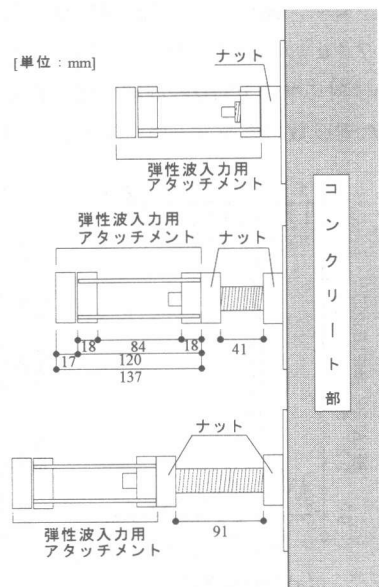 [単位：mm]
ナット
弾性波入力用
アタッチメント
弾性波入力用
アタッチメント
ナット
18
84
18
41
17
120
137
ナット
91
弾性波入力用
アタッチメント
コンクリート部